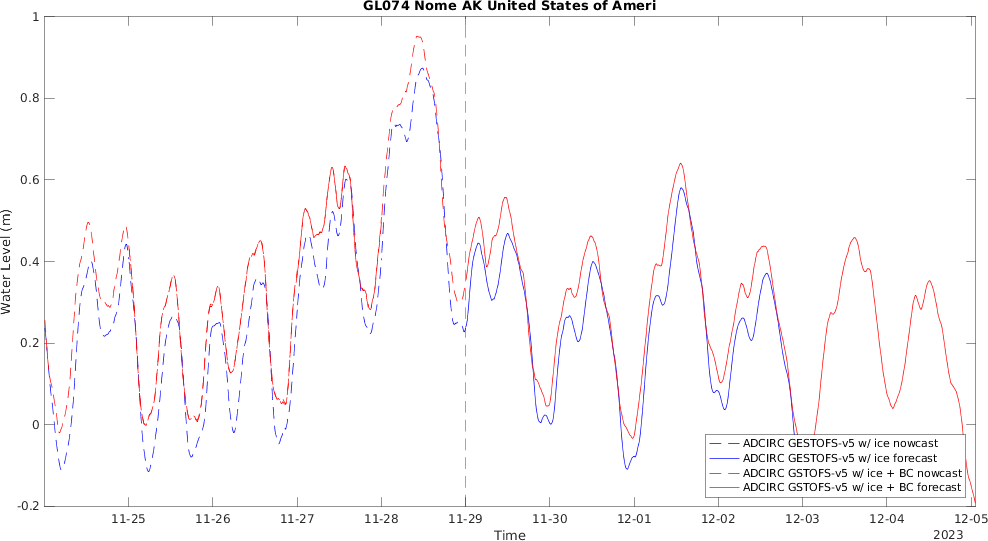 GL074 Nome AK United States of Ameri
Water Level (m)
1
0.8
0.6
0.4
0.2
0
-0.2
11-25
11-26
11-27
11-28
11-29
11-30
12-01
12-02
12-03
12-04
12-05
Time
2023
ADCIRC GESTOFS-v5 w/ ice nowcast
ADCIRC GESTOFS-v5 w/ ice forecast
ADCIRC GSTOFS-v5 w/ ice + BC nowcast
ADCIRC GSTOFS-v5 w/ ice + BC forecast